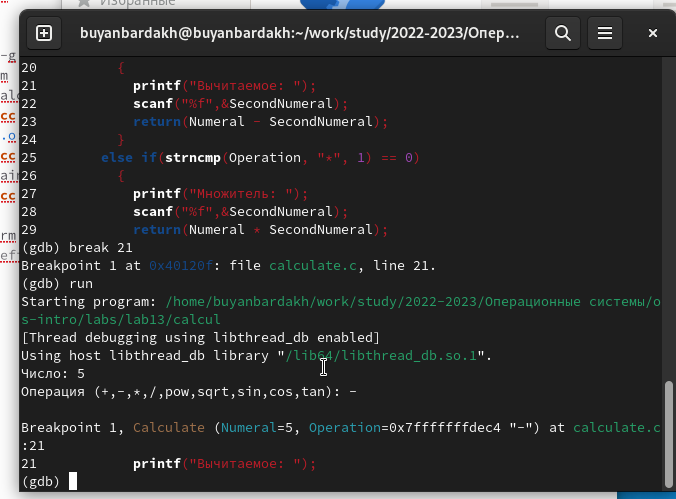 Избранные
buyanbardakh@buyanbardakh:~/work/study/2022-2023/Опер...
20 {
21 printf("Вычитаемое: ");
22 scanf("%f",&SecondNumeral);
23 return(Numeral - SecondNumeral);
24 }
25 else if(strncmp(Operation, "*", 1) == 0)
26 {
27 printf("Множитель: ");
28 scanf("%f",&SecondNumeral);
29 return(Numeral * SecondNumeral);
(gdb) break 21
Breakpoint 1 at 0x40120f: file calculate.c, line 21.
(gdb) run
Starting program: /home/buyanbardakh/work/study/2022-2023/Операционные системы/o
s-intro/labs/lab13/calcul
[Thread debugging using libthread_db enabled]
Using host libthread_db library "/lib64/libthread_db.so.1".
Число: 5
Операция (+,-,*,/,pow,sqrt,sin,cos,tan): -
Breakpoint 1, Calculate (Numeral=5, Operation=0x7fffffffdec4 "-") at calculate.c
:21
21 printf("Вычитаемое: ");
(gdb)